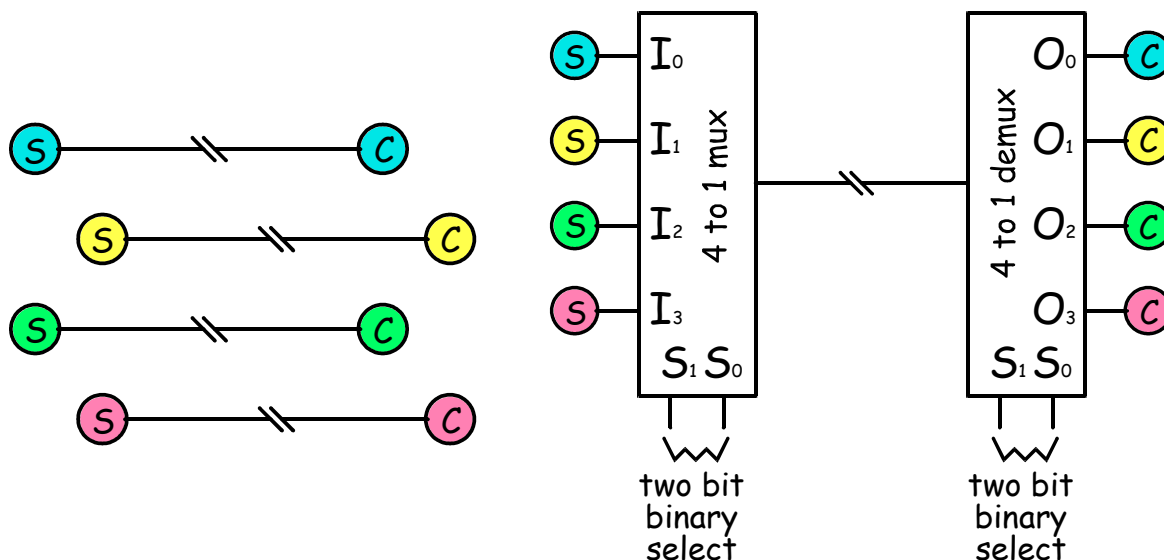 S C
S C
S C
S C
S I0
S I1
S I2
S I3
4 to 1 mux
S1 S0
two bit
binary
select
4 to 1 demux
O0 C
O1 C
O2 C
O3 C
S1 S0
two bit
binary
select